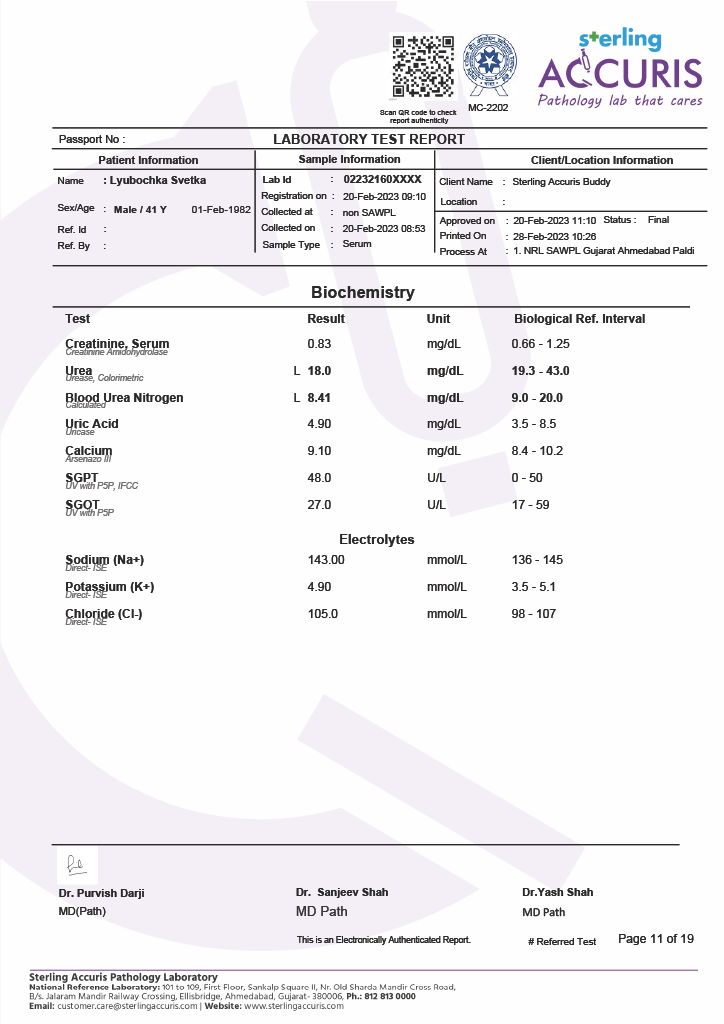 sterling
ACCURIS
Pathology lab that cares
MC-2202
Scan QR code to check
report authenticity
Passport No :
LABORATORY TEST REPORT
Patient Information
Name : Lyubochka Svetka
Sex/Age : Male / 41 Y 01-Feb-1982
Ref. Id :
Ref. By :
Sample Information
Lab Id : 02232160XXXX
Registration on : 20-Feb-2023 09:10
Collected at : non SAWPL
Collected on : 20-Feb-2023 08:53
Sample Type : Serum
Client/Location Information
Client Name : Sterling Accuris Buddy
Location :
Approved on : 20-Feb-2023 11:10 Status : Final
Printed On : 28-Feb-2023 10:26
Process At : 1. NRL SAWPL Gujarat Ahmedabad Paldi
Biochemistry
Test Result Unit Biological Ref. Interval
Creatinine, Serum 0.83 mg/dL 0.66 - 1.25
Creatinine Amidohydrolase
Urea L 18.0 mg/dL 19.3 - 43.0
Urease, Colorimetric
Blood Urea Nitrogen L 8.41 mg/dL 9.0 - 20.0
Calculated
Uric Acid 4.90 mg/dL 3.5 - 8.5
Uricase
Calcium 9.10 mg/dL 8.4 - 10.2
Arsenazo III
SGPT 48.0 U/L 0 - 50
UV with P5P, IFCC
SGOT 27.0 U/L 17 - 59
UV with P5P
Electrolytes
Sodium (Na+) 143.00 mmol/L 136 - 145
Direct- ISE
Potassium (K+) 4.90 mmol/L 3.5 - 5.1
Direct- ISE
Chloride (Cl-) 105.0 mmol/L 98 - 107
Direct- ISE
Dr. Purvish Darji Dr. Sanjeev Shah Dr.Yash Shah
MD(Path) MD Path MD Path
This is an Electronically Authenticated Report. # Referred Test Page 11 of 19
Sterling Accuris Pathology Laboratory
National Reference Laboratory: 101 to 109, First Floor, Sankalp Square II, Nr. Old Sharda Mandir Cross Road,
B/s. Jalaram Mandir Railway Crossing, Ellisbridge, Ahmedabad, Gujarat- 380006, Ph.: 812 813 0000
Email: customer.care@sterlingaccuris.com | Website: www.sterlingaccuris.com